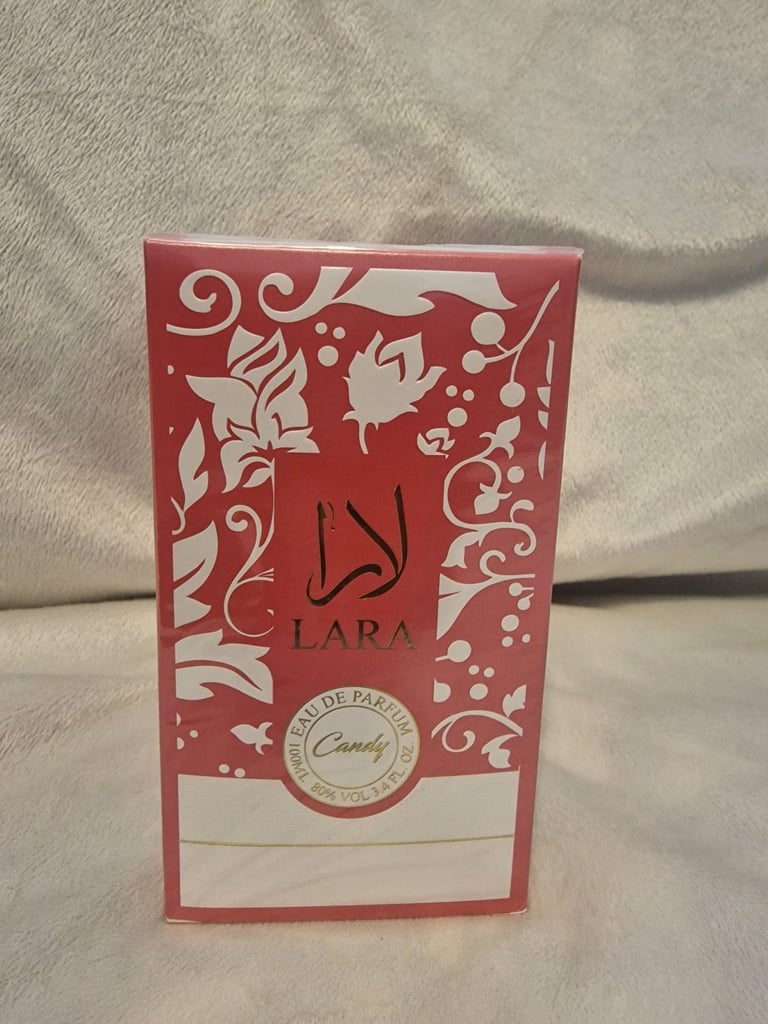 لارا
LARA
EAU DE PARFUM
Candy
100ML 80% VOL 3.4 FL. OZ.